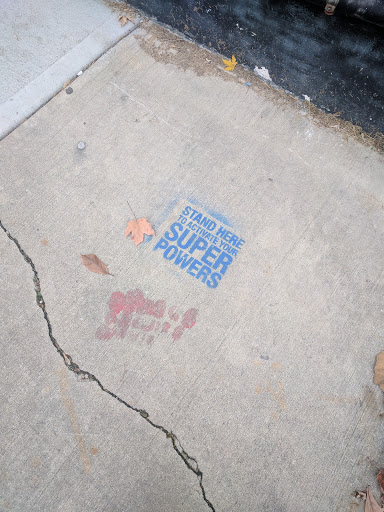 STAND HERE
TO ACTIVATE YOUR
SUPER
POWERS